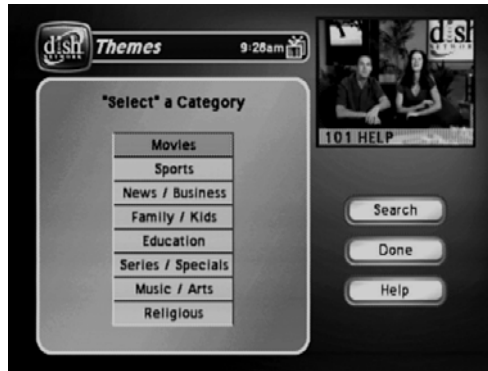 dish
NETWORK
Themes
9:28am
"Select" a Category
Movies
Sports
News / Business
Family / Kids
Education
Series / Specials
Music / Arts
Religious
101 HELP
Search
Done
Help